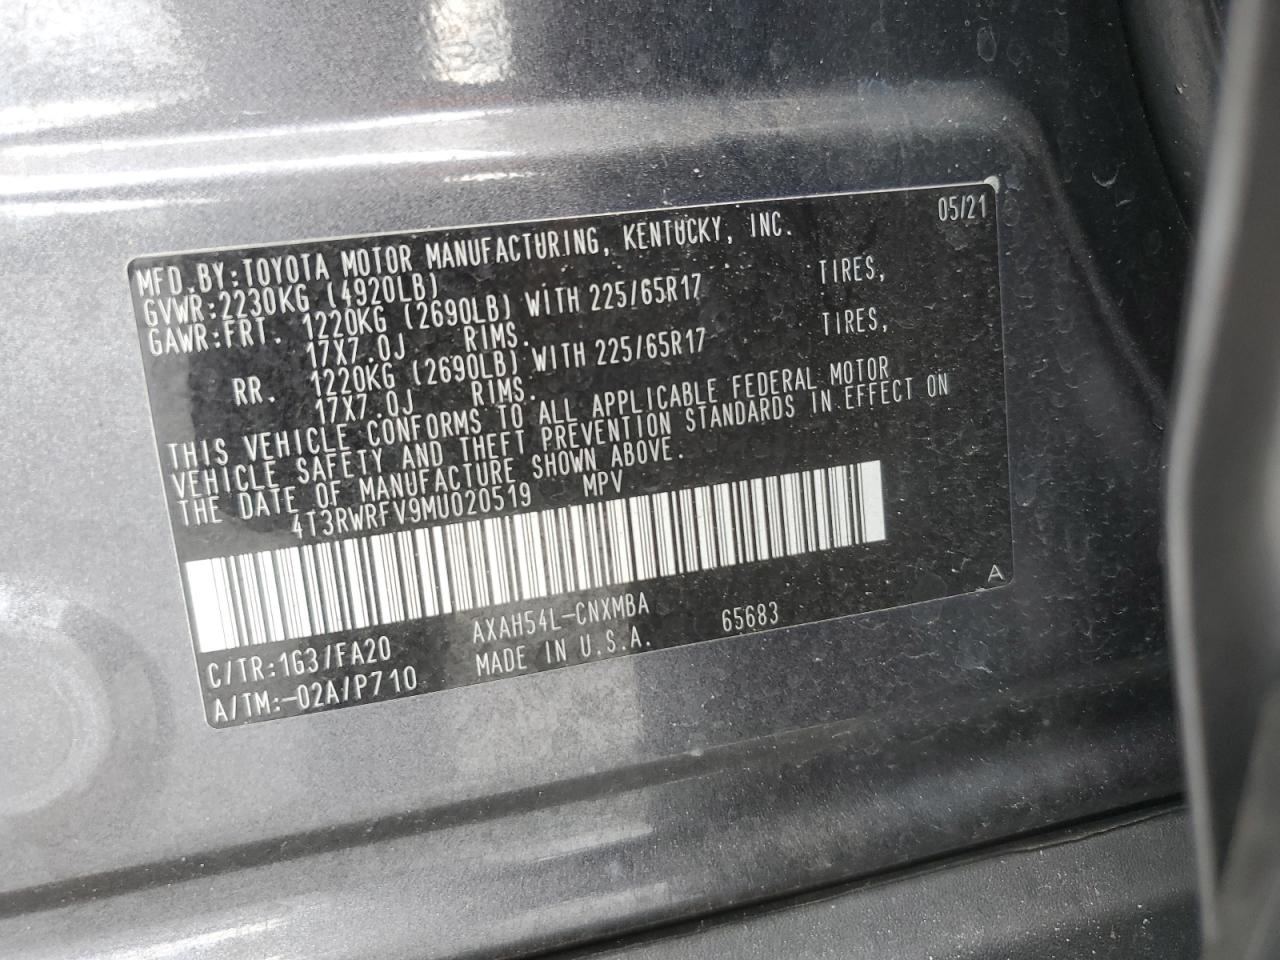 05/21
MFD.BY:TOYOTA MOTOR MANUFACTURING, KENTUCKY, INC.
GVWR:2230KG (4920LB)
GAWR:FRT. 1220KG (2690LB) WITH 225/65R17 TIRES,
17X7.0J RIMS.
RR. 1220KG (2690LB) WITH 225/65R17 TIRES,
17X7.0J RIMS.
THIS VEHICLE CONFORMS TO ALL APPLICABLE FEDERAL MOTOR
VEHICLE SAFETY AND THEFT PREVENTION STANDARDS IN EFFECT ON
THE DATE OF MANUFACTURE SHOWN ABOVE.
4T3RWRFV9MU020519 MPV
A
C/TR:1G3/FA20 AXAH54L-CNXMBA 65683
A/TM:-02A/P710 MADE IN U.S.A.